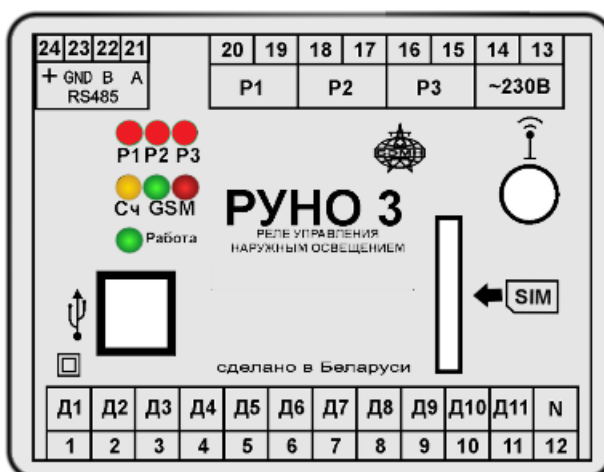 24 23 22 21 20 19 18 17 16 15 14 13
+ GND B A P1 P2 P3 ~230В
RS485
P1 P2 P3
Сч GSM
РУНО 3
Работа
РЕЛЕ УПРАВЛЕНИЯ
НАРУЖНЫМ ОСВЕЩЕНИЕМ
SIM
сделано в Беларуси
Д1 Д2 Д3 Д4 Д5 Д6 Д7 Д8 Д9 Д10 Д11 N
1 2 3 4 5 6 7 8 9 10 11 12